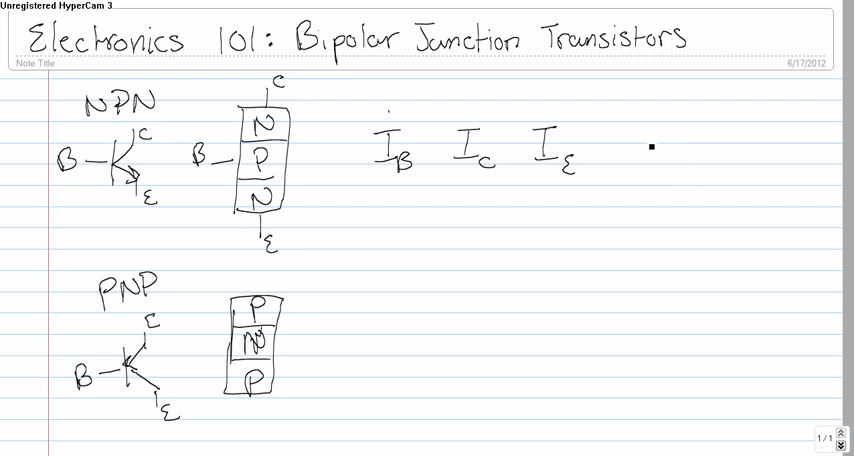 Unregistered HyperCam 3
Electronics 101: Bipolar Junction Transistors
Note Title
6/17/2012
NPN
C
B
E
C
N
B P
N
E
I_B I_C I_E
PNP
C
B
E
P
N
P
1/1